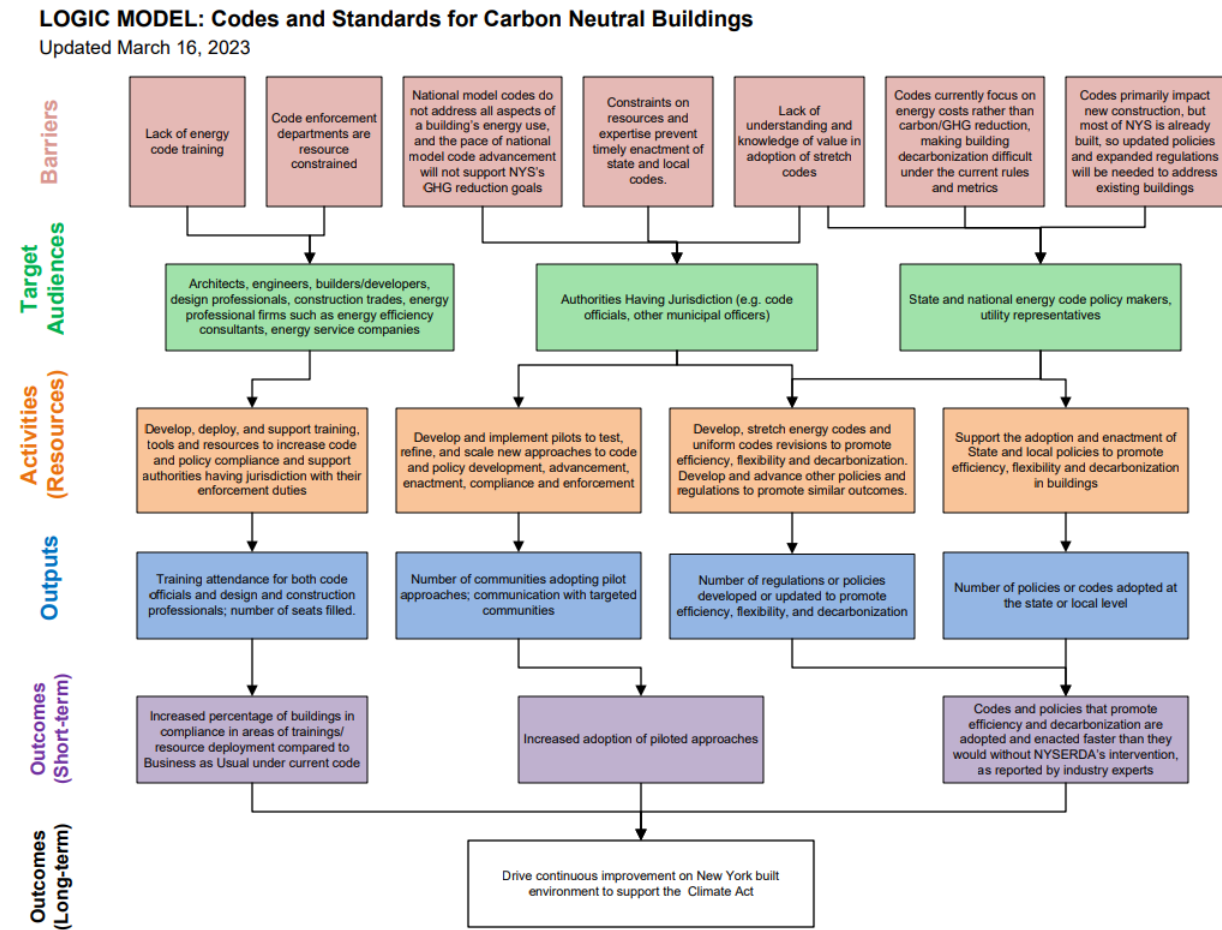 LOGIC MODEL: Codes and Standards for Carbon Neutral Buildings
Updated March 16, 2023
Barriers
Lack of energy
code training
Code enforcement
departments are
resource
constrained
National model codes do
not address all aspects of
a building's energy use,
and the pace of national
model code advancement
will not support NYS's
GHG reduction goals
Constraints on
resources and
expertise prevent
timely enactment of
state and local
codes.
Lack of
understanding and
knowledge of value in
adoption of stretch
codes
Codes currently focus on
energy costs rather than
carbon/GHG reduction,
making building
decarbonization difficult
under the current rules
and metrics
Codes primarily impact
new construction, but
most of NYS is already
built, so updated policies
and expanded regulations
will be needed to address
existing buildings
Target
Audiences
Architects, engineers, builders/developers,
design professionals, construction trades, energy
professional firms such as energy efficiency
consultants, energy service companies
Authorities Having Jurisdiction (e.g. code
officials, other municipal officers)
State and national energy code policy makers,
utility representatives
Activities
(Resources)
Develop, deploy, and support training,
tools and resources to increase code
and policy compliance and support
authorities having jurisdiction with their
enforcement duties
Develop and implement pilots to test,
refine, and scale new approaches to code
and policy development, advancement,
enactment, compliance and enforcement
Develop, stretch energy codes and
uniform codes revisions to promote
efficiency, flexibility and decarbonization.
Develop and advance other policies and
regulations to promote similar outcomes.
Support the adoption and enactment of
State and local policies to promote
efficiency, flexibility and decarbonization
in buildings
Outputs
Training attendance for both code
officials and design and construction
professionals; number of seats filled.
Number of communities adopting pilot
approaches; communication with targeted
communities
Number of regulations or policies
developed or updated to promote
efficiency, flexibility, and decarbonization
Number of policies or codes adopted at
the state or local level
Outcomes
(Short-term)
Increased percentage of buildings in
compliance in areas of trainings/
resource deployment compared to
Business as Usual under current code
Increased adoption of piloted approaches
Codes and policies that promote
efficiency and decarbonization are
adopted and enacted faster than they
would without NYSERDA's intervention,
as reported by industry experts
Outcomes
(Long-term)
Drive continuous improvement on New York built
environment to support the Climate Act